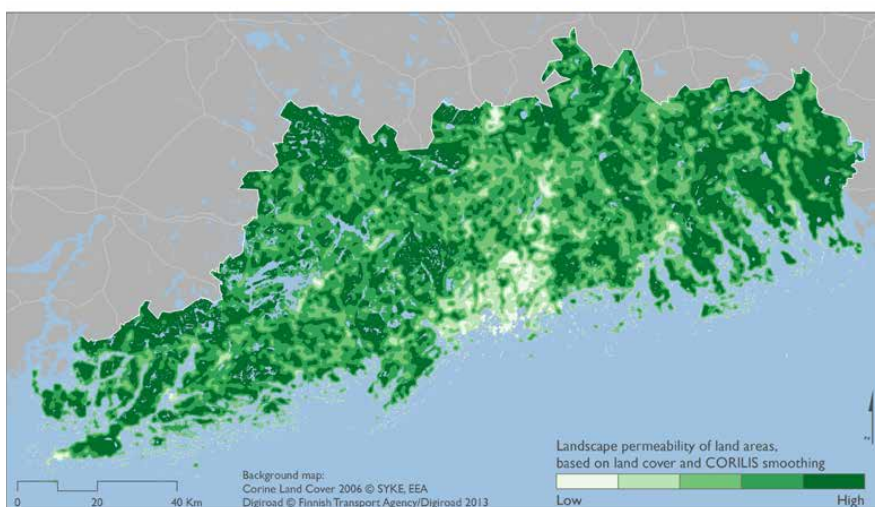 Landscape permeability of land areas,
based on land cover and CORILIS smoothing
Low High
Background map:
Corine Land Cover 2006 © SYKE, EEA
Digiroad © Finnish Transport Agency/Digiroad 2013
0 20 40 Km
z